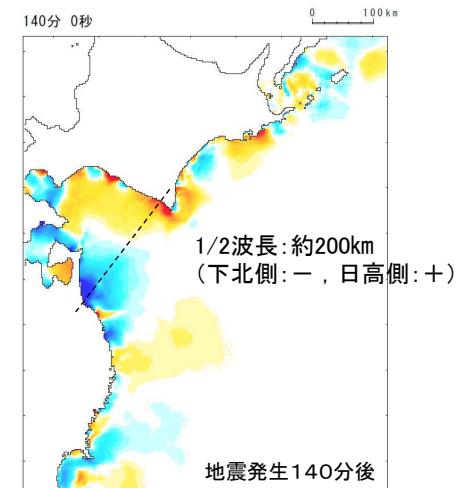 140分 0秒
0 100km
1/2波長:約200km
(下北側:－,日高側:＋)
地震発生140分後